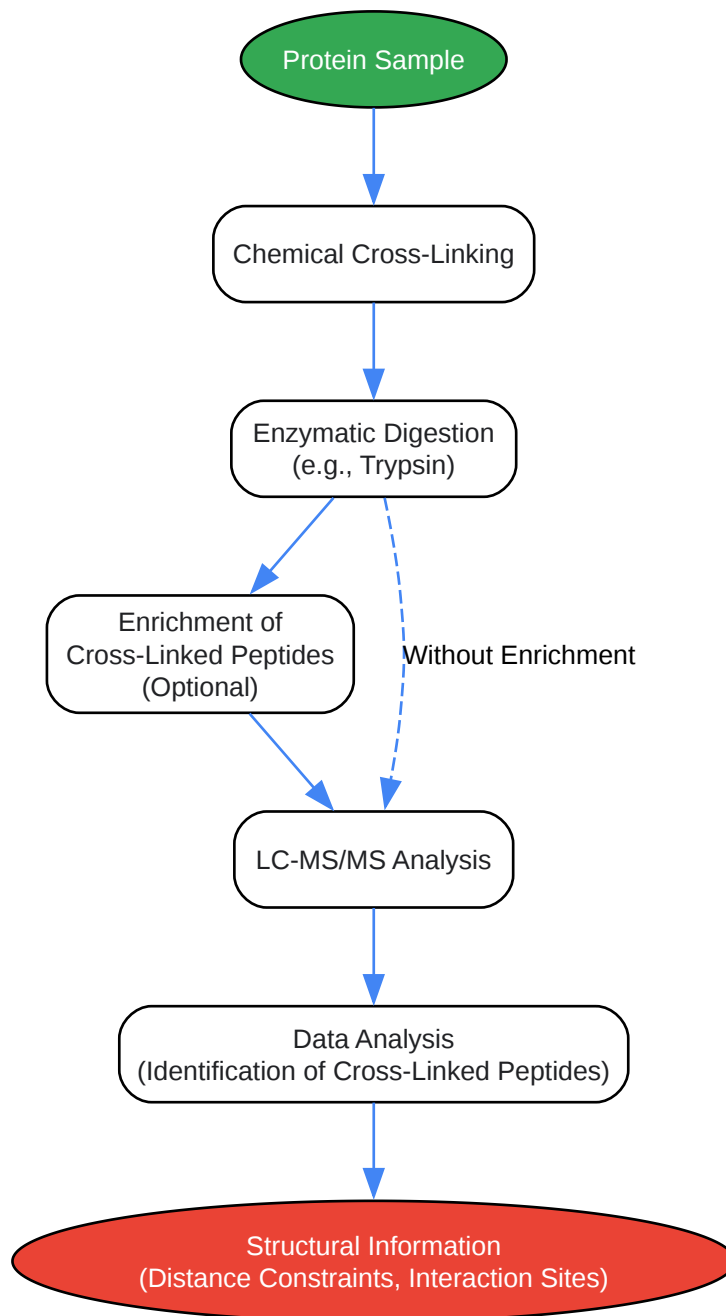 Protein Sample
Chemical Cross-Linking
Enzymatic Digestion
(e.g., Trypsin)
Enrichment of
Cross-Linked Peptides
(Optional)
Without Enrichment
LC-MS/MS Analysis
Data Analysis
(Identification of Cross-Linked Peptides)
Structural Information
(Distance Constraints, Interaction Sites)